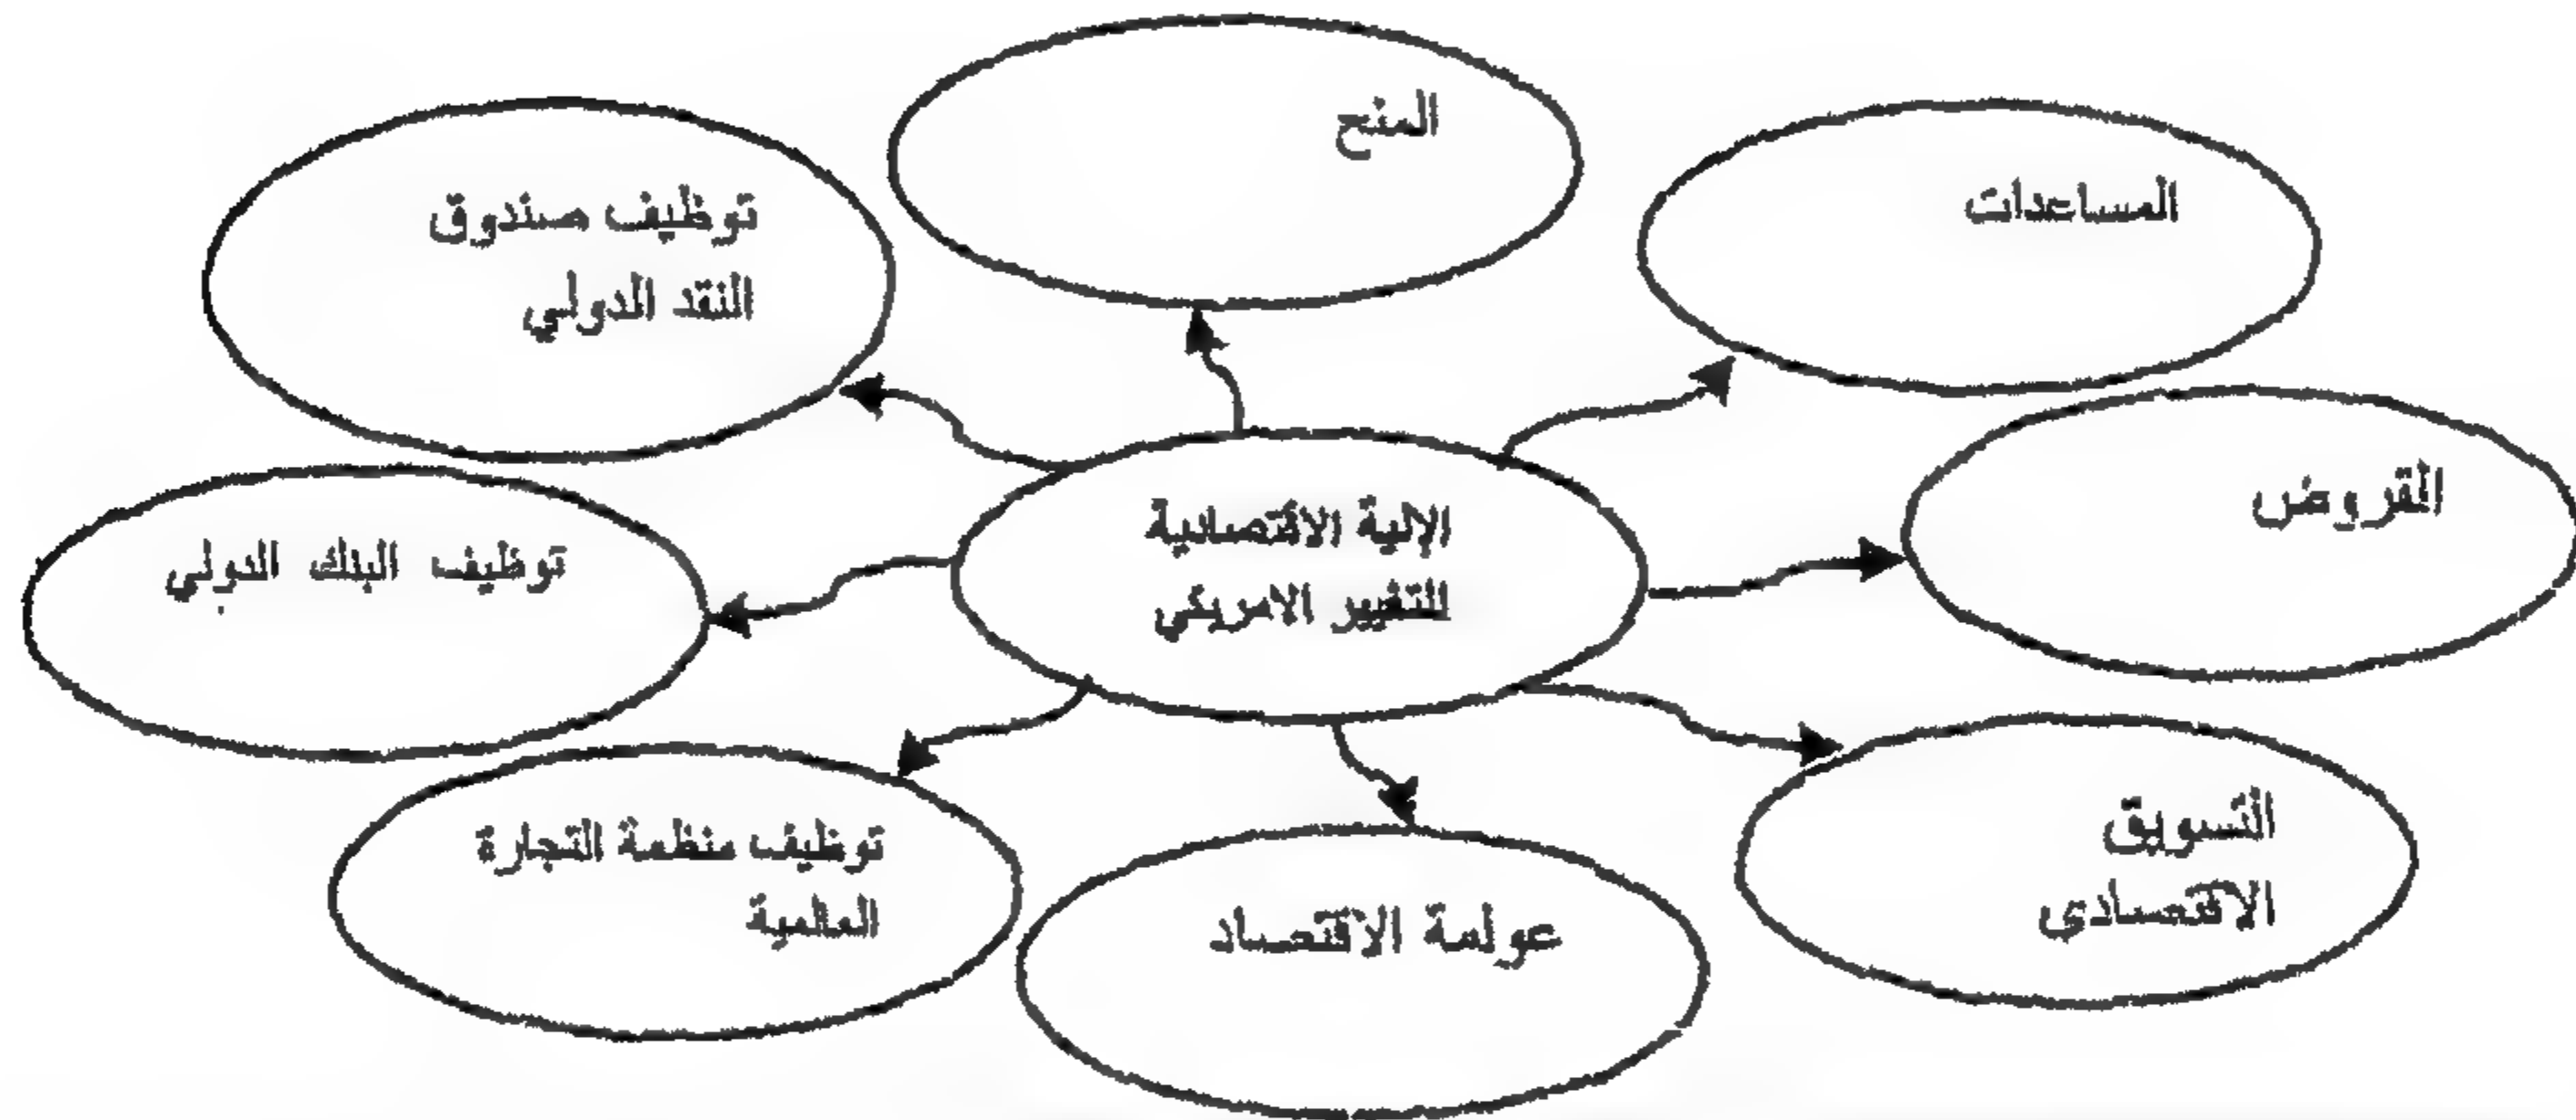 المنح
المساعدات
توظيف صندوق
النقد الدولي
القروض
الإلية الاقتصادية
للتغيير الامريكي
توظيف البنك الدولي
التسويق
الاقتصادي
توظيف منظمة التجارة
العالمية
عولمة الاقتصاد